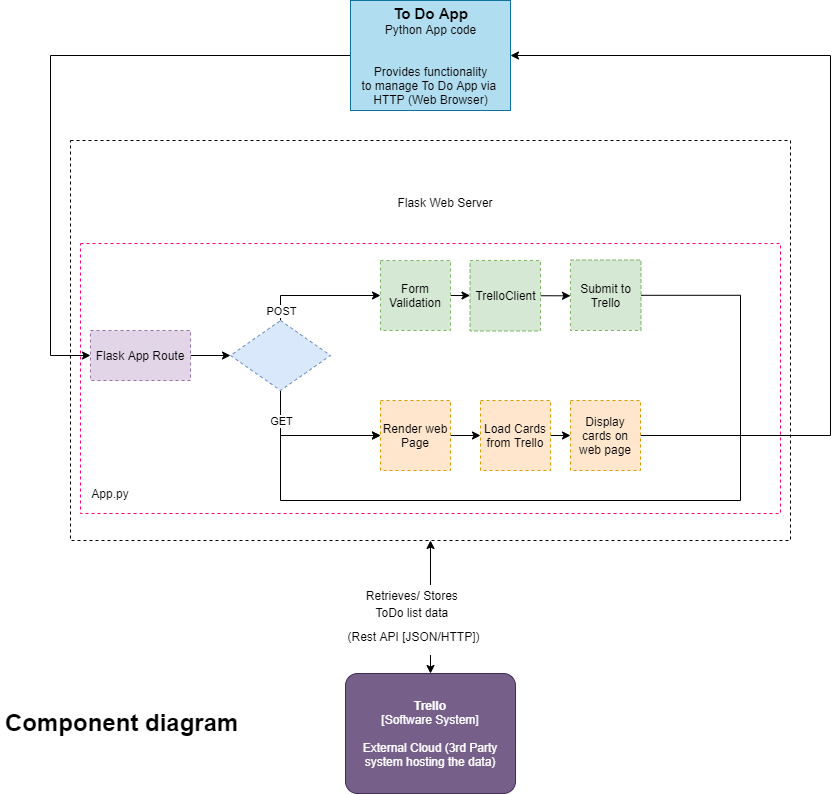 To Do App
Python App code
Provides functionality
to manage To Do App via
HTTP (Web Browser)
Flask Web Server
Form
Validation
TrelloClient
Submit to
Trello
POST
Flask App Route
GET
Render web
Page
Load Cards
from Trello
Display
cards on
web page
App.py
Retrieves/ Stores
ToDo list data
(Rest API [JSON/HTTP])
Trello
[Software System]
External Cloud (3rd Party
system hosting the data)
Component diagram